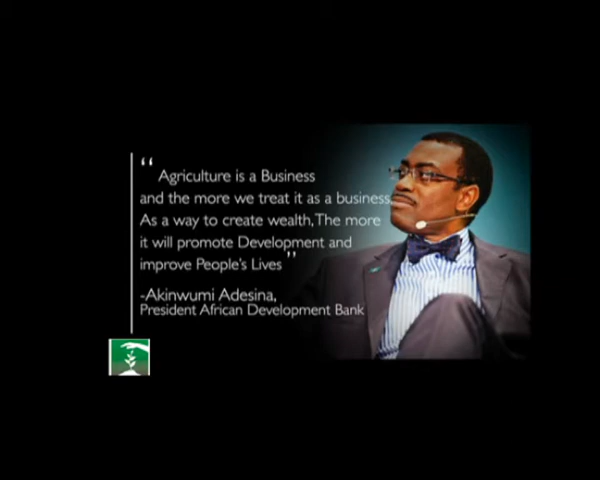 “ Agriculture is a Business
and the more we treat it as a business,
As a way to create wealth,The more
it will promote Development and
improve People's Lives ”
-Akinwumi Adesina,
President African Development Bank